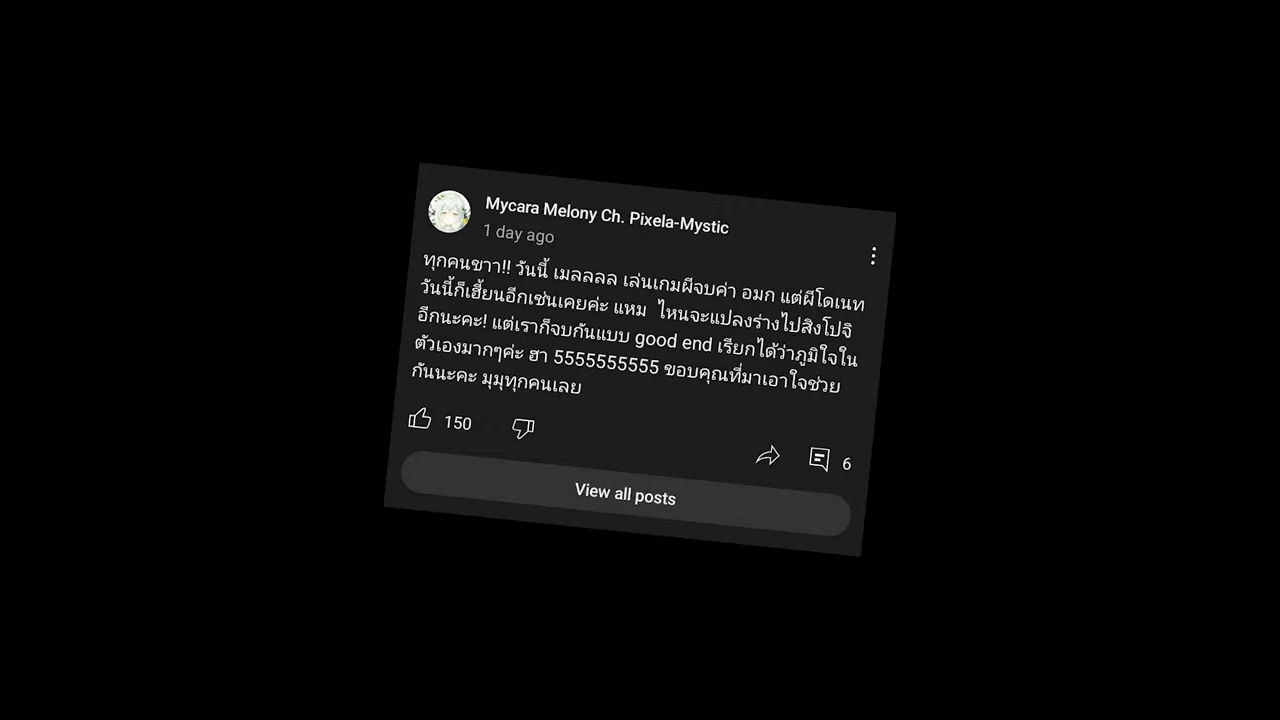 Mycara Melony Ch. Pixela-Mystic
1 day ago
ทุกคนขาา!! วันนี้ เมลลลล เล่นเกมผีจบค่า อมก แต่ผีโดเนท
วันนี้ก็เฮี้ยนอีกเช่นเคยค่ะ แหม ไหนจะแปลงร่างไปสิงโปจิ
อีกนะคะ! แต่เราก็จบกันแบบ good end เรียกได้ว่าภูมิใจใน
ตัวเองมากๆค่ะ ฮา 5555555555 ขอบคุณที่มาเอาใจช่วย
กันนะคะ มุมุทุกคนเลย
150
6
View all posts